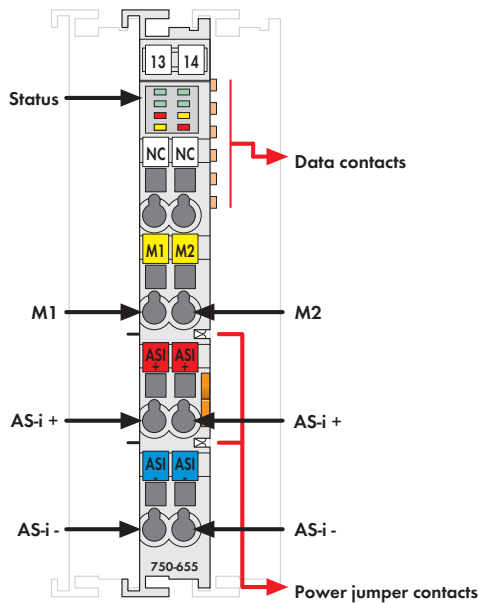 13 14
Status
NC NC
Data contacts
M1 M2
M1
M2
ASI + ASI +
AS-i +
AS-i +
ASI - ASI -
AS-i -
AS-i -
750-655
Power jumper contacts